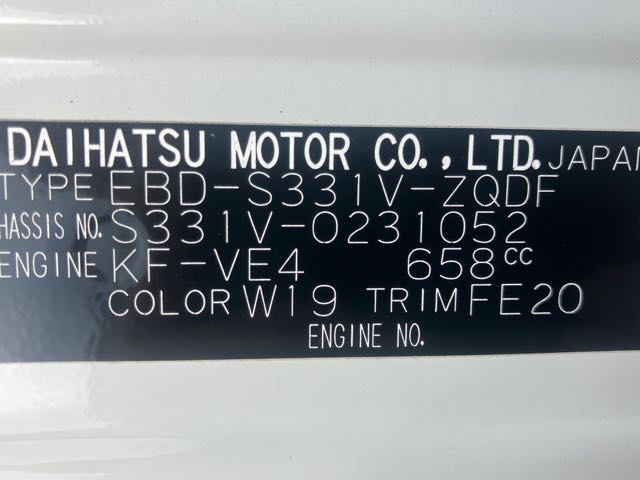 DAIHATSU MOTOR CO., LTD. JAPAN
TYPE EBD-S331V-ZQDF
CHASSIS NO. S331V-0231052
ENGINE KF-VE4 658cc
COLOR W19 TRIM FE20
ENGINE NO.